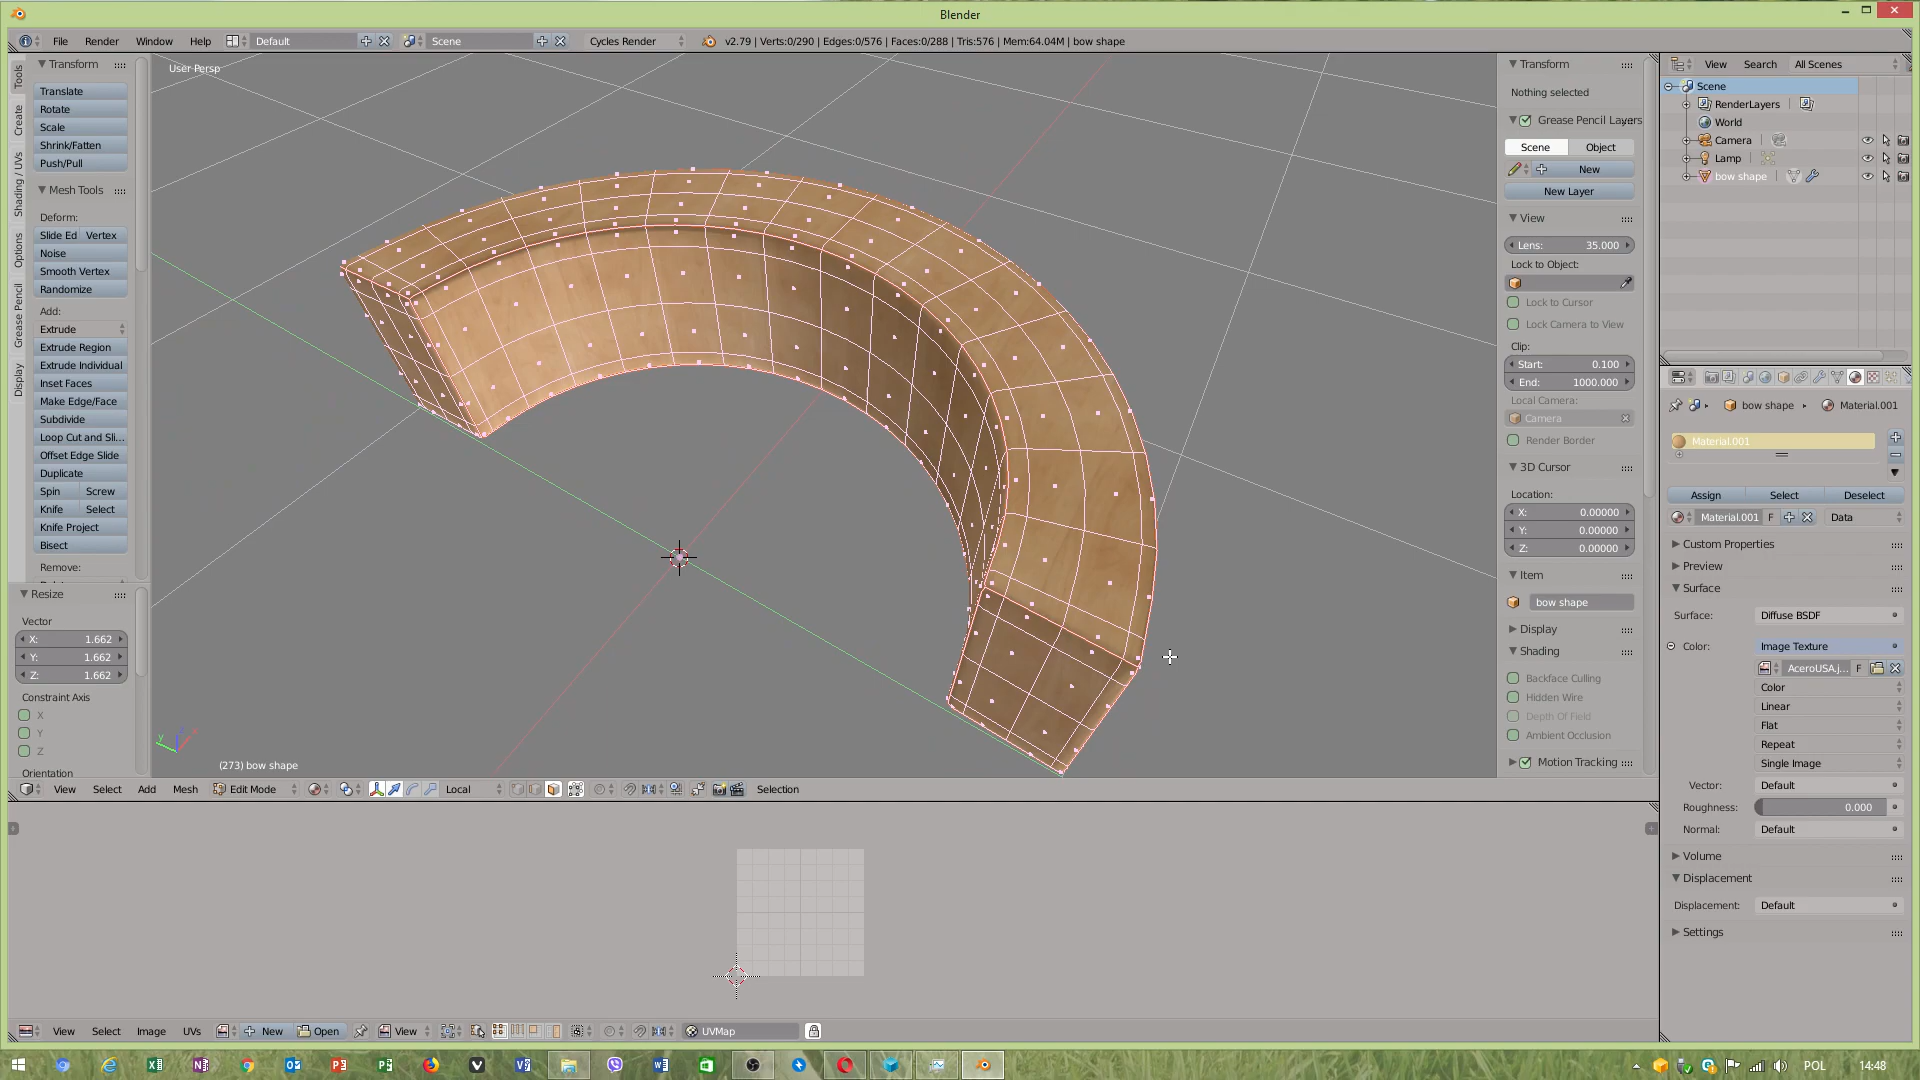 Blender
File Render Window Help Default Scene Cycles Render v2.79 | Verts:0/290 | Edges:0/576 | Faces:0/288 | Tris:576 | Mem:64.04M | bow shape
Tools
Create
Shading / UVs
Options
Grease Pencil
Display
Transform
Translate
Rotate
Scale
Shrink/Fatten
Push/Pull
Mesh Tools
Deform:
Slide Ed Vertex
Noise
Smooth Vertex
Randomize
Add:
Extrude
Extrude Region
Extrude Individual
Inset Faces
Make Edge/Face
Subdivide
Loop Cut and Sli...
Offset Edge Slide
Duplicate
Spin Screw
Knife Select
Knife Project
Bisect
Remove:
Resize
Vector
X: 1.662
Y: 1.662
Z: 1.662
Constraint Axis
X
Y
Z
Orientation
User Persp
y
(273) bow shape
View Select Add Mesh Edit Mode Local Selection
Transform
Nothing selected
Grease Pencil Layers
Scene Object
New
New Layer
View
Lens: 35.000
Lock to Object:
Lock to Cursor
Lock Camera to View
Clip:
Start: 0.100
End: 1000.000
Local Camera:
Camera
Render Border
3D Cursor
Location:
X: 0.00000
Y: 0.00000
Z: 0.00000
Item
bow shape
Display
Shading
Backface Culling
Hidden Wire
Depth Of Field
Ambient Occlusion
Motion Tracking
View Search All Scenes
Scene
RenderLayers
World
Camera
Lamp
bow shape
bow shape Material.001
Material.001
Assign Select Deselect
Material.001 F Data
Custom Properties
Preview
Surface
Surface: Diffuse BSDF
Color: Image Texture
AceroUSA.j... F
Color
Linear
Flat
Repeat
Single Image
Vector: Default
Roughness: 0.000
Normal: Default
Volume
Displacement
Displacement: Default
Settings
View Select Image UVs New Open View UVMap
POL 14:48